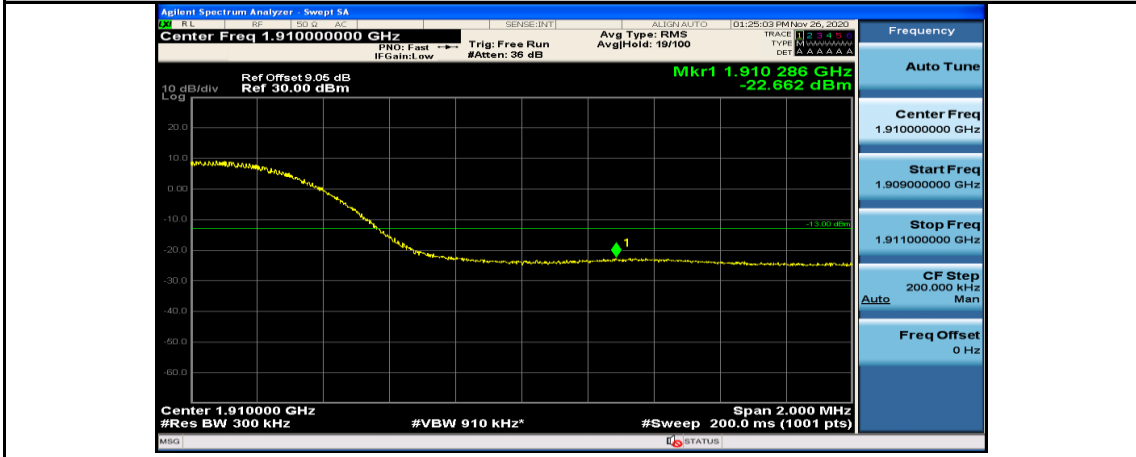 Agilent Spectrum Analyzer - Swept SA
LXI RL RF 50 Ω AC SENSE:INT ALIGN AUTO 01:25:03 PM Nov 26, 2020
Center Freq 1.910000000 GHz
PNO: Fast
IFGain:Low
Trig: Free Run
#Atten: 36 dB
Avg Type: RMS
Avg|Hold: 19/100
TRACE 1 2 3 4 5 6
TYPE M W W W W W
DET A A A A A A
Ref Offset 9.05 dB
10 dB/div Ref 30.00 dBm
Log
Mkr1 1.910 286 GHz
-22.662 dBm
20.0
10.0
0.00
-10.0
-20.0
-30.0
-40.0
-50.0
-60.0
-13.00 dBm
1
Center 1.910000 GHz Span 2.000 MHz
#Res BW 300 kHz #VBW 910 kHz* #Sweep 200.0 ms (1001 pts)
MSG STATUS
Frequency
Auto Tune
Center Freq
1.910000000 GHz
Start Freq
1.909000000 GHz
Stop Freq
1.911000000 GHz
CF Step
200.000 kHz
Auto Man
Freq Offset
0 Hz